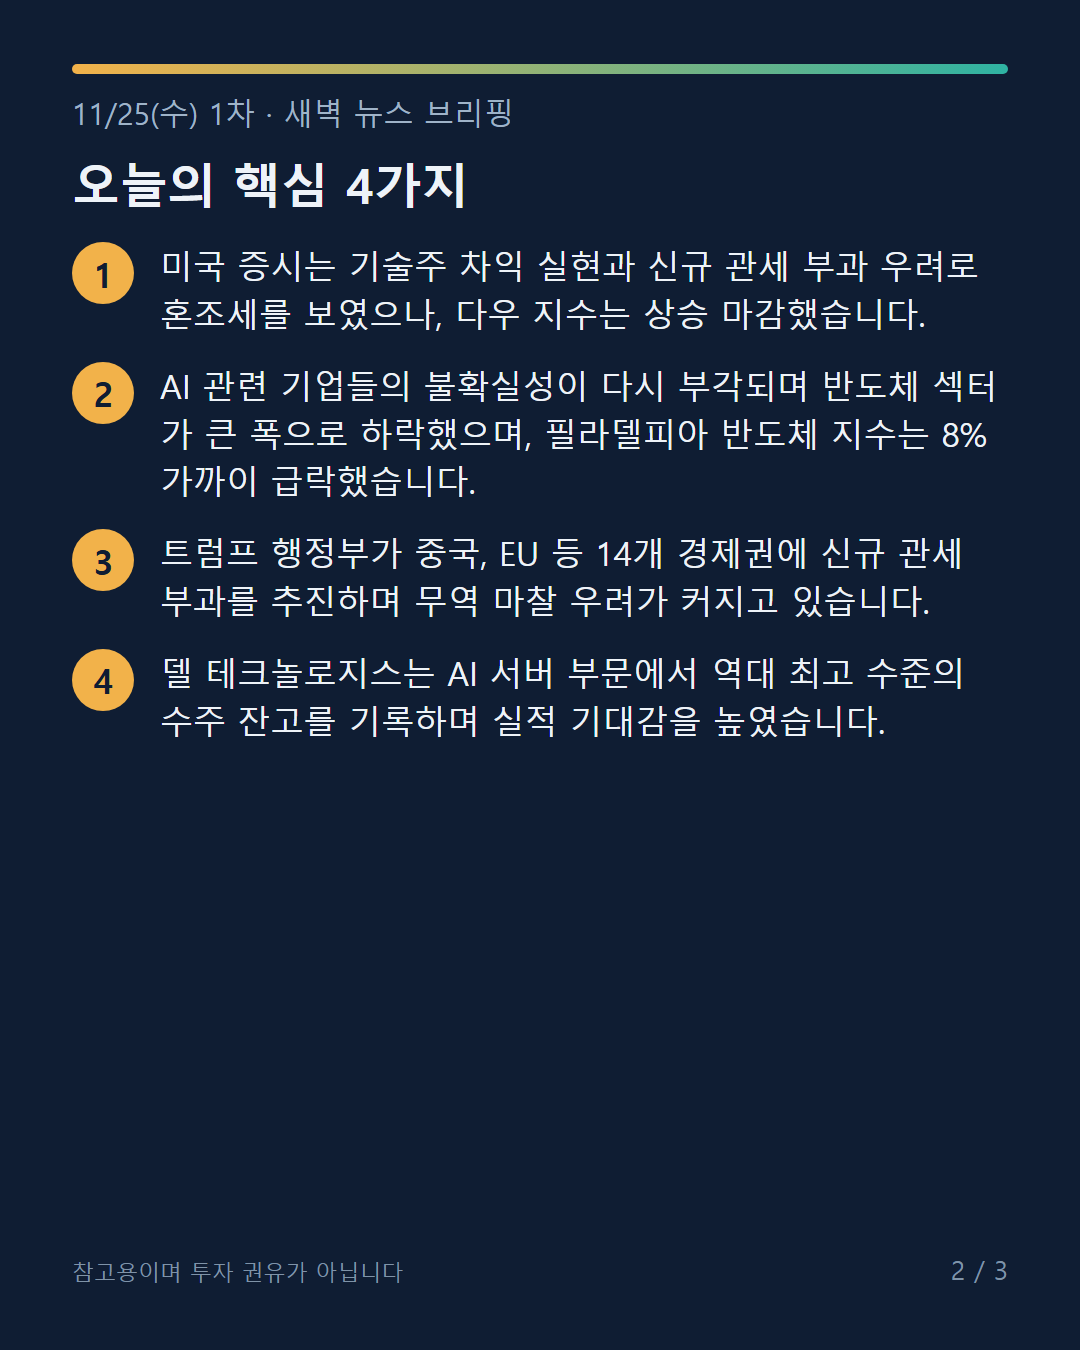 11/25(수) 1차 · 새벽 뉴스 브리핑
오늘의 핵심 4가지
1
미국 증시는 기술주 차익 실현과 신규 관세 부과 우려로
혼조세를 보였으나, 다우 지수는 상승 마감했습니다.
2
AI 관련 기업들의 불확실성이 다시 부각되며 반도체 섹터
가 큰 폭으로 하락했으며, 필라델피아 반도체 지수는 8%
가까이 급락했습니다.
3
트럼프 행정부가 중국, EU 등 14개 경제권에 신규 관세
부과를 추진하며 무역 마찰 우려가 커지고 있습니다.
4
델 테크놀로지스는 AI 서버 부문에서 역대 최고 수준의
수주 잔고를 기록하며 실적 기대감을 높였습니다.
참고용이며 투자 권유가 아닙니다
2 / 3